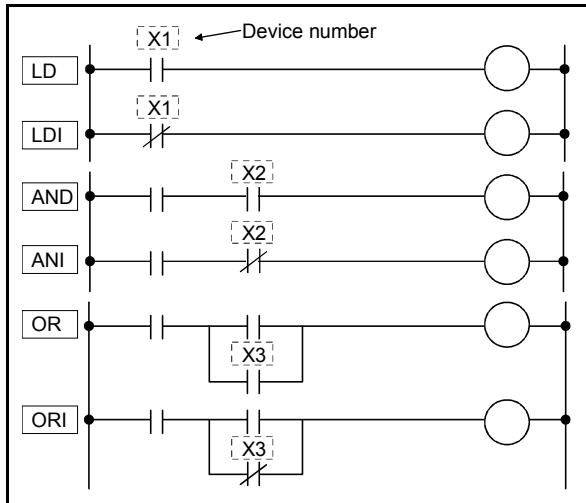 X1
Device number
LD
X1
LDI
X2
AND
X2
ANI
OR
X3
ORI
X3